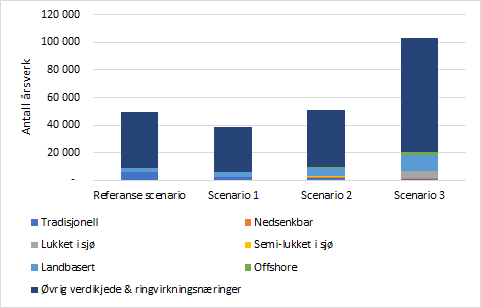 120 000
100 000
80 000
60 000
40 000
20 000
-
Antall årsverk
Referanse scenario Scenario 1 Scenario 2 Scenario 3
Tradisjonell Nedsenkbar
Lukket i sjø Semi-lukket i sjø
Landbasert Offshore
Øvrig verdikjede & ringvirkningsnæringer